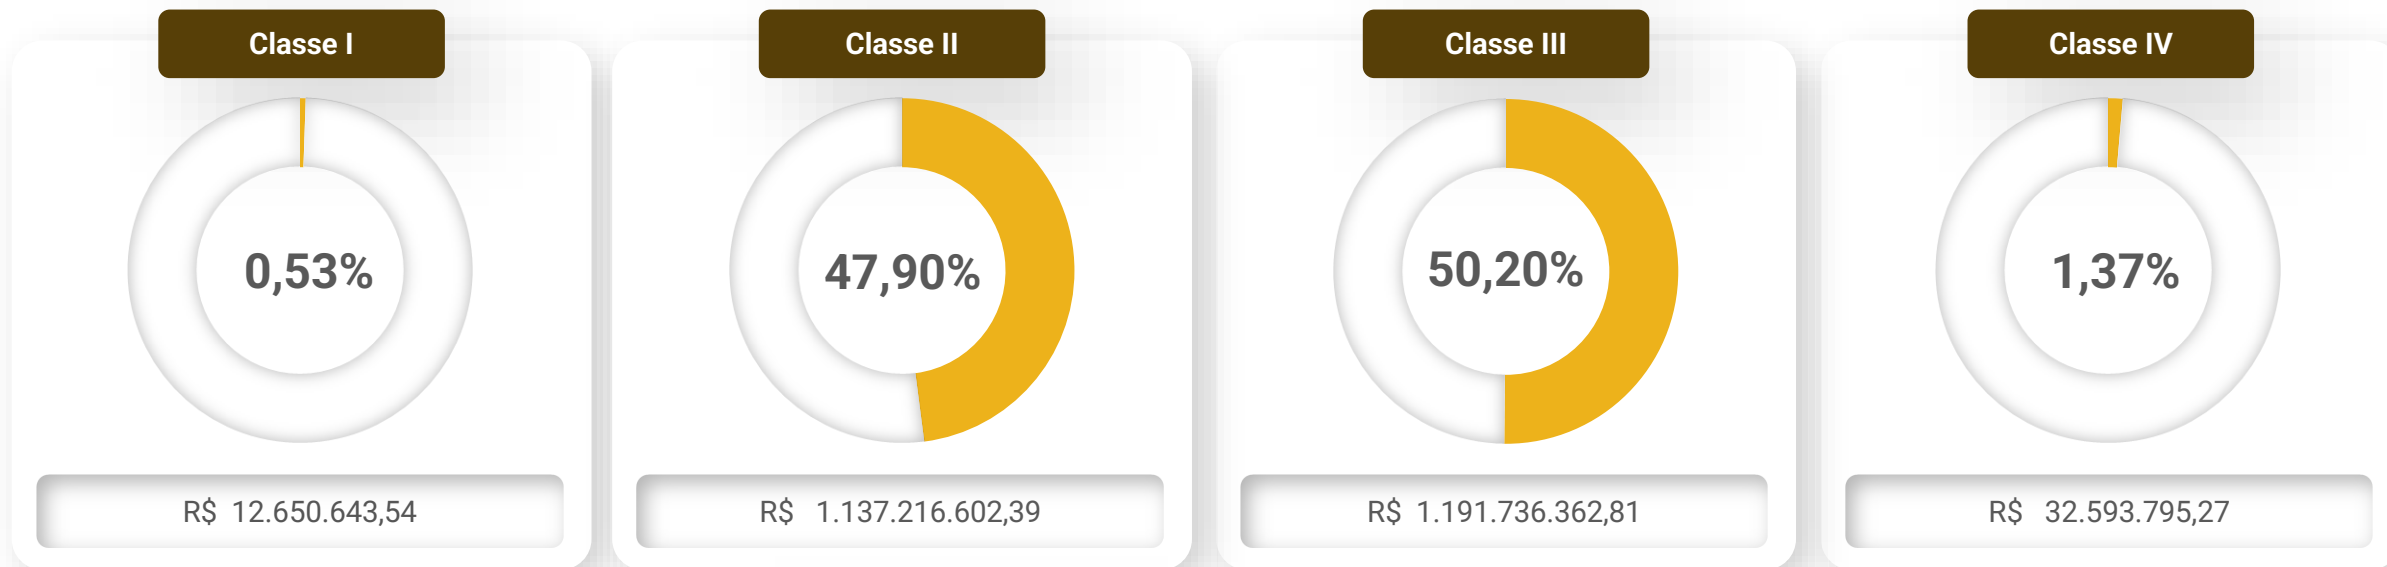 Classe I
0,53%
R$ 12.650.643,54
Classe II
47,90%
R$ 1.137.216.602,39
Classe III
50,20%
R$ 1.191.736.362,81
Classe IV
1,37%
R$ 32.593.795,27